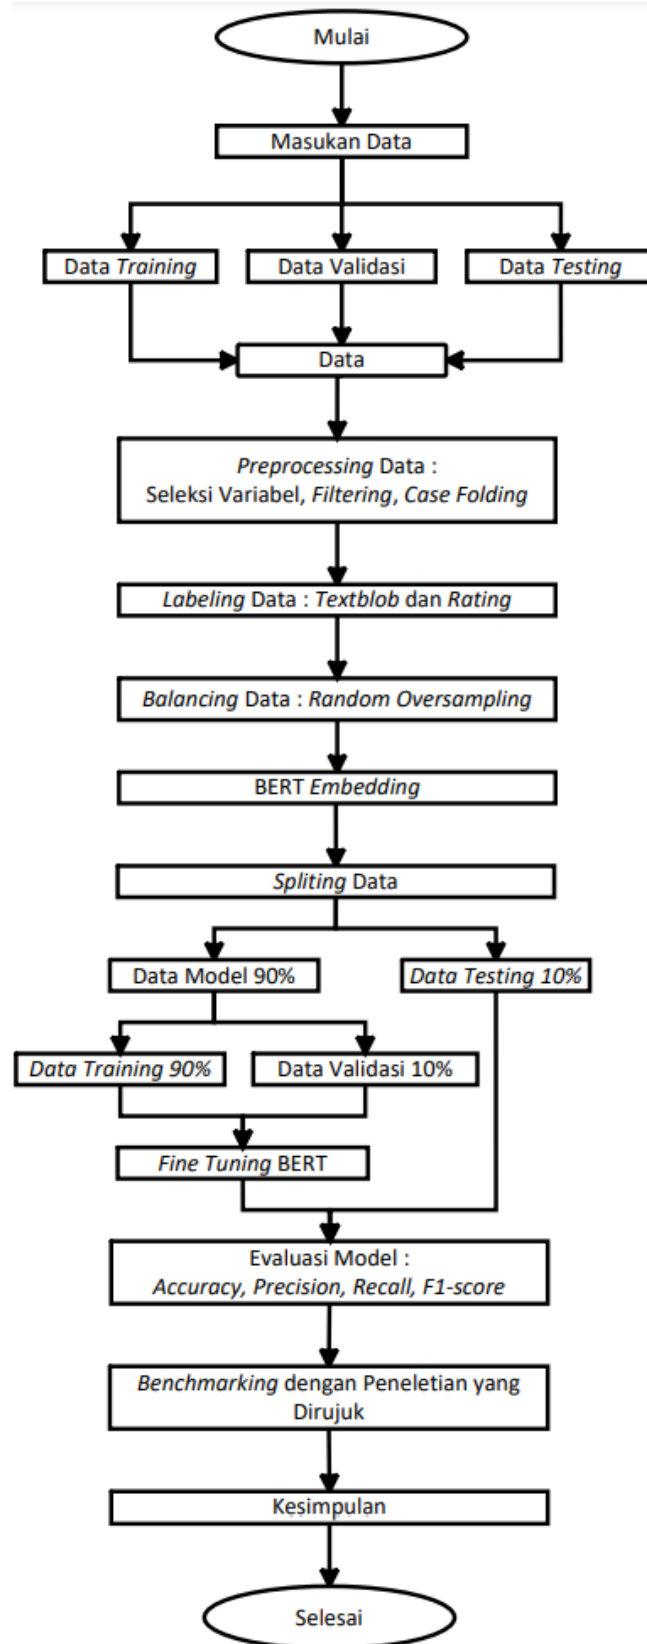 Mulai
Masukan Data
Data Training
Data Validasi
Data Testing
Data
Preprocessing Data :
Seleksi Variabel, Filtering, Case Folding
Labeling Data : Textblob dan Rating
Balancing Data : Random Oversampling
BERT Embedding
Spliting Data
Data Model 90%
Data Testing 10%
Data Training 90%
Data Validasi 10%
Fine Tuning BERT
Evaluasi Model :
Accuracy, Precision, Recall, F1-score
Benchmarking dengan Peneletian yang
Dirujuk
Kesimpulan
Selesai